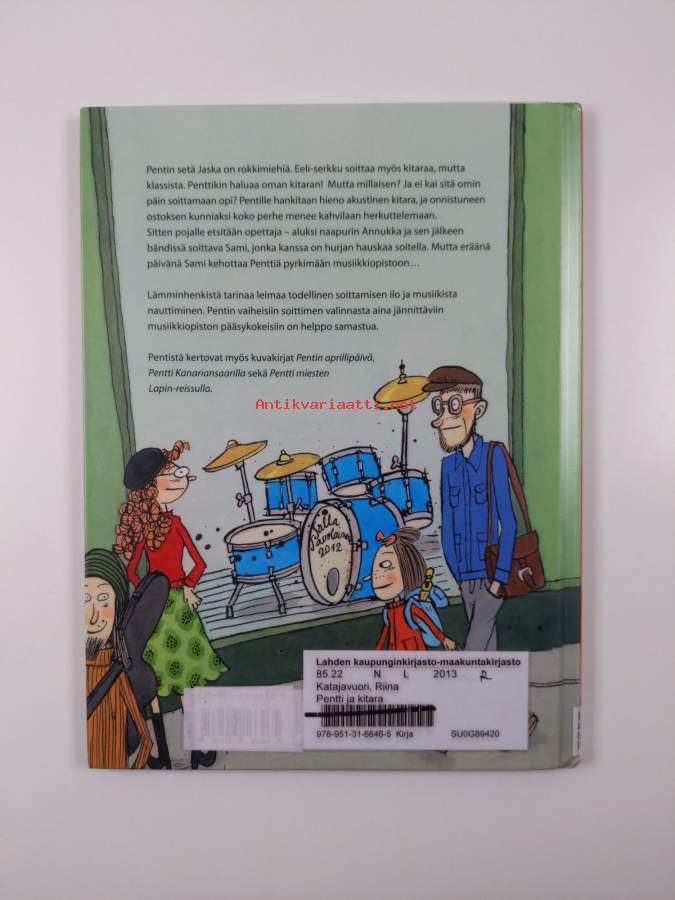 Pentin setä Jaska on rokkimiehiä. Eeli-serkku soittaa myös kitaraa, mutta
klassista. Penttikin haluaa oman kitaran! Mutta millaisen? Ja ei kai sitä omin
päin soittamaan opi? Pentille hankitaan hieno akustinen kitara, ja onnistuneen
ostoksen kunniaksi koko perhe menee kahvilaan herkuttelemaan.
Sitten pojalle etsitään opettaja – aluksi naapurin Annukka ja sen jälkeen
bändissä soittava Sami, jonka kanssa on hurjan hauskaa soitella. Mutta eräänä
päivänä Sami kehottaa Penttiä pyrkimään musiikkiopistoon…
Lämminhenkistä tarinaa leimaa todellinen soittamisen ilo ja musiikista
nauttiminen. Pentin vaiheisiin soittimen valinnasta aina jännittäviin
musiikkiopiston pääsykokeisiin on helppo samastua.
Pentistä kertovat myös kuvakirjat Pentin aprillipäivä,
Pentti Kanariansaarilla sekä Pentti miesten
Lapin-reissulla.
Antikvariaatti.net
2012
Lahden kaupunginkirjasto-maakuntakirjasto
85.22 N L 2013 R
Katajavuori, Riina
Pentti ja kitara
978-951-31-6646-5 Kirja SU0G89420